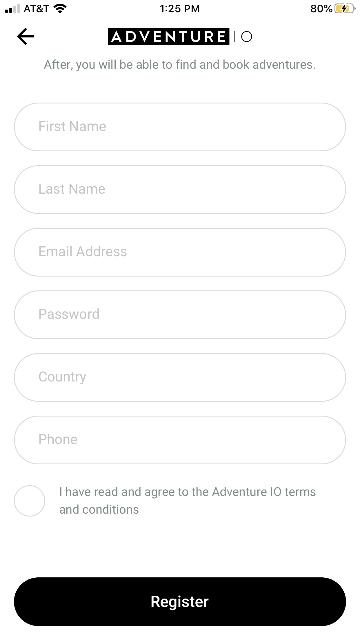 AT&T 1:25 PM 80%
ADVENTURE IO
After, you will be able to find and book adventures.
First Name
Last Name
Email Address
Password
Country
Phone
I have read and agree to the Adventure IO terms
and conditions
Register